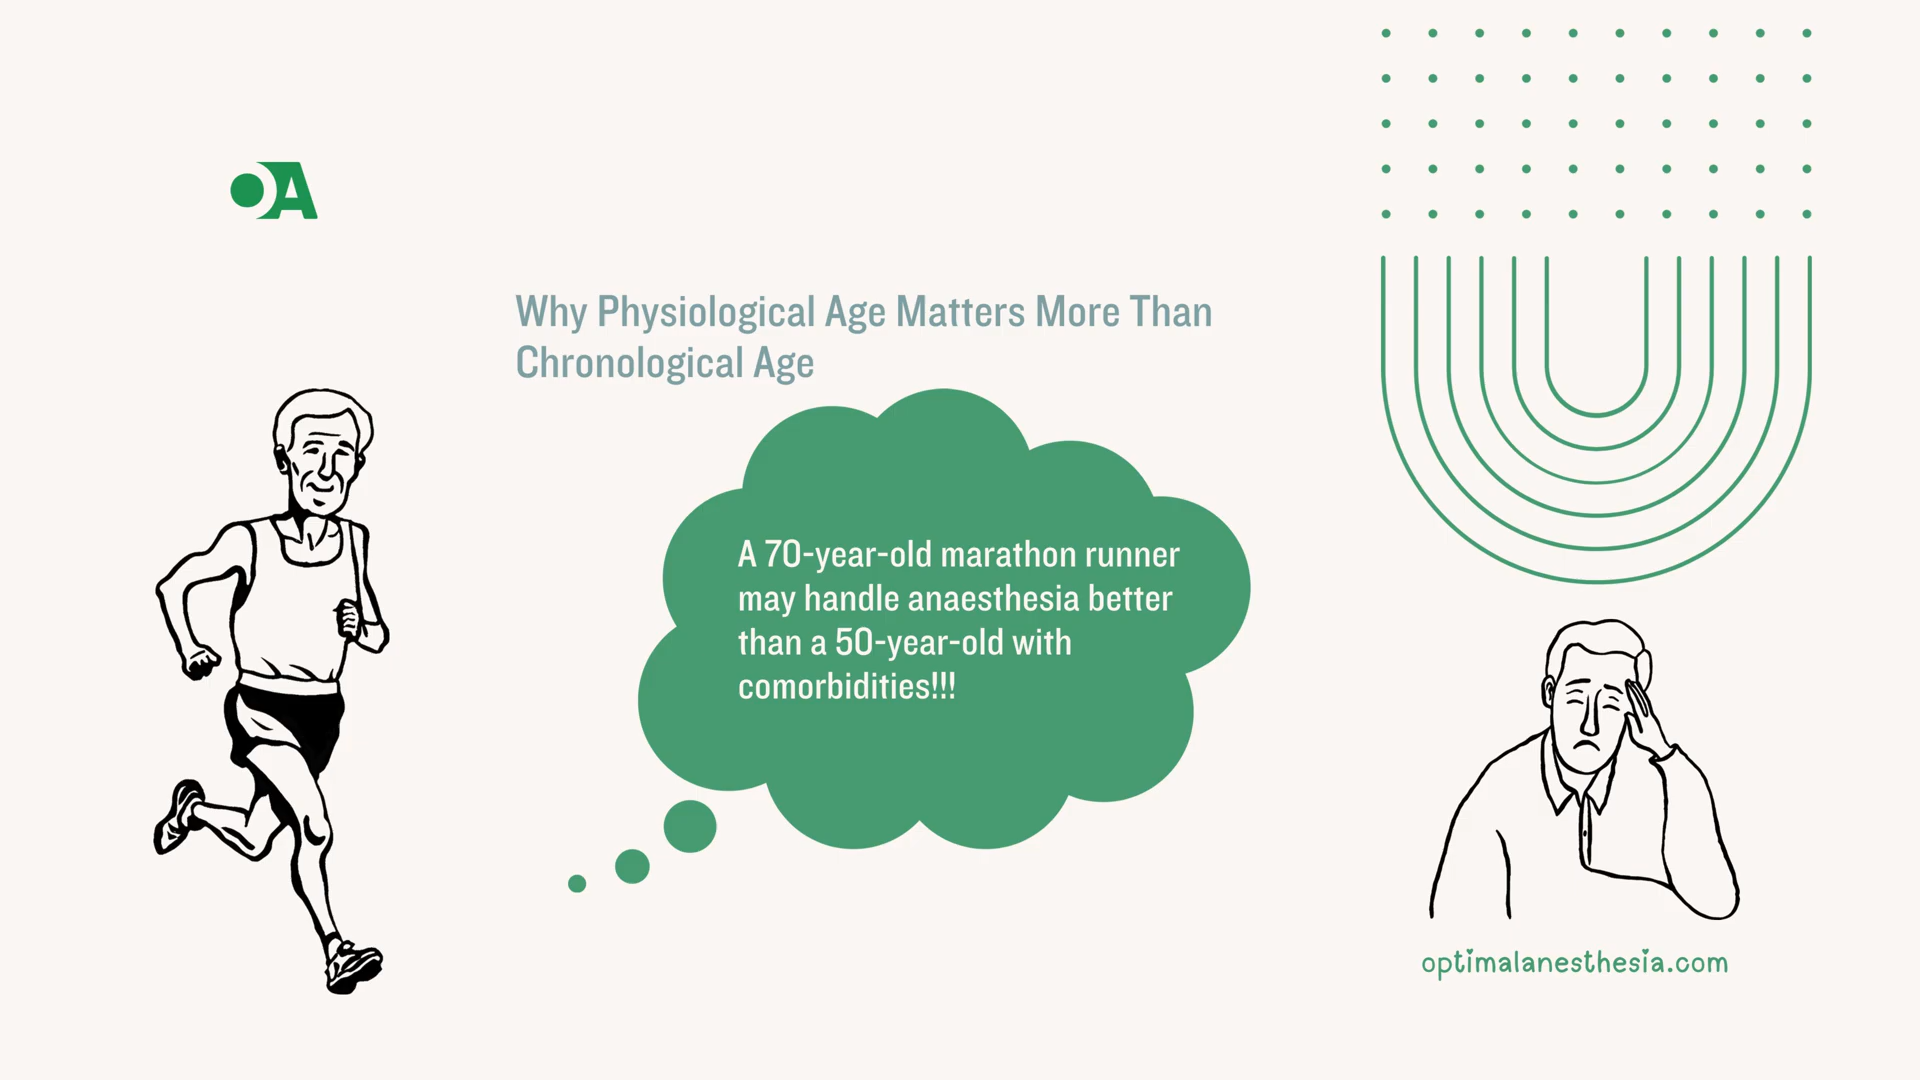 OA
Why Physiological Age Matters More Than
Chronological Age
A 70-year-old marathon runner
may handle anaesthesia better
than a 50-year-old with
comorbidities!!!
optimalanesthesia.com